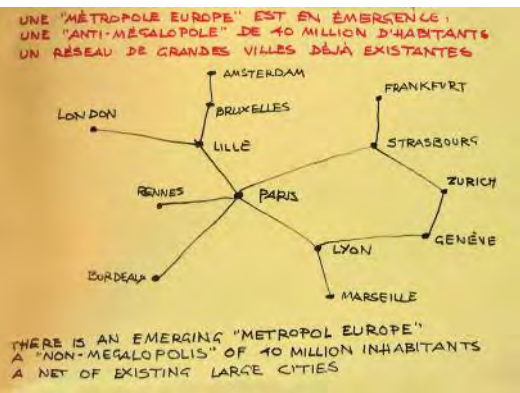 UNE "MÉTROPOLE EUROPE" EST EN ÉMERGENCE,
UNE "ANTI-MÉGALOPOLE" DE 40 MILLION D'HABITANTS
UN RÉSEAU DE GRANDES VILLES DÉJÀ EXISTANTES
AMSTERDAM
FRANKFURT
BRUXELLES
LONDON
LILLE
STRASBOURG
ZURICH
RENNES
PARIS
GENÈVE
LYON
BORDEAUX
MARSEILLE
THERE IS AN EMERGING "METROPOL EUROPE"
A "NON-MEGALOPOLIS" OF 40 MILLION INHABITANTS
A NET OF EXISTING LARGE CITIES